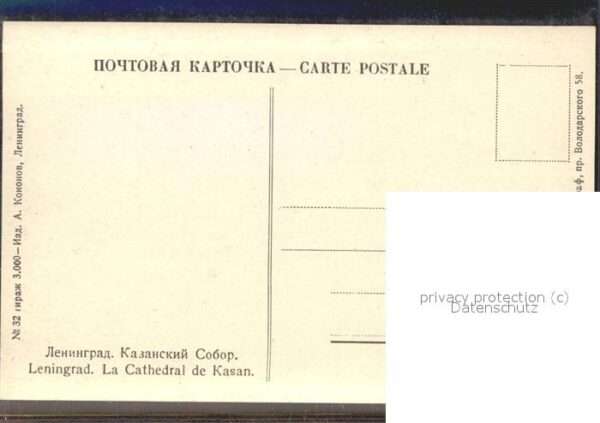 ПОЧТОВАЯ КАРТОЧКА — CARTE POSTALE
№ 32 тираж 3.000—Изд. А. Кононов, Ленинград.
пр. Володарского 58.
Ленинград. Казанский Собор.
Leningrad. La Cathedral de Kasan.
privacy protection (c)
Datenschutz